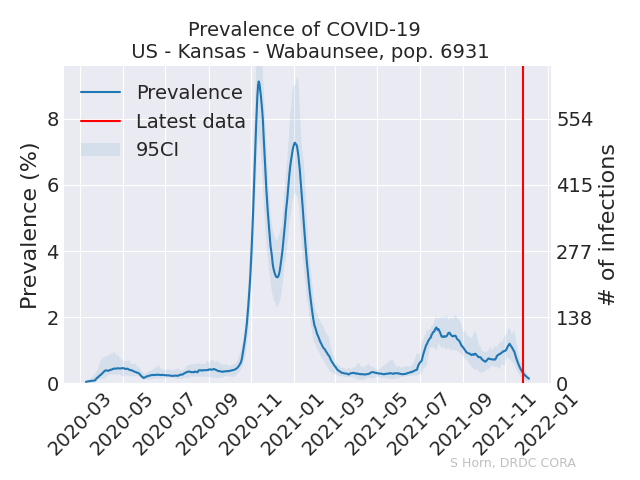 Prevalence of COVID-19
US - Kansas - Wabaunsee, pop. 6931
Prevalence
Latest data
95CI
Prevalence (%)
8
6
4
2
0
554
415
277
138
0
# of infections
2020-03
2020-05
2020-07
2020-09
2020-11
2021-01
2021-03
2021-05
2021-07
2021-09
2021-11
2022-01
S Horn, DRDC CORA